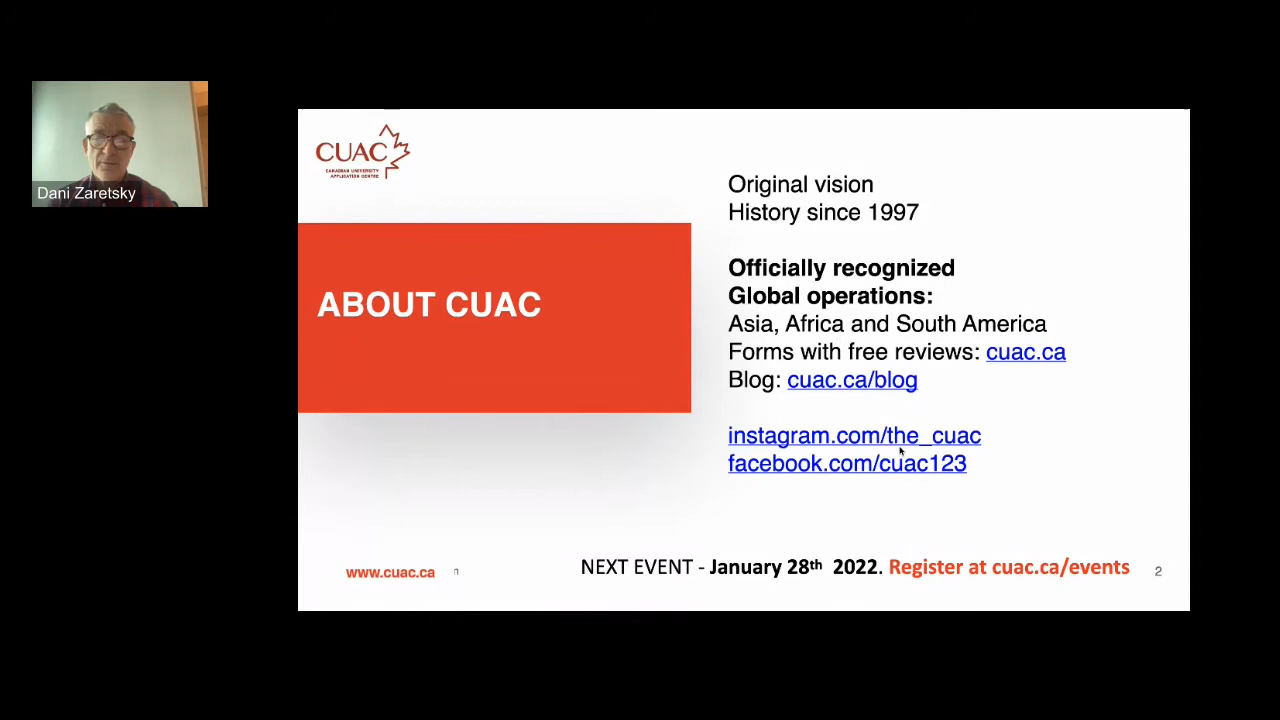 Dani Zaretsky
CUAC
CANADIAN UNIVERSITY
APPLICATION CENTRE
ABOUT CUAC
Original vision
History since 1997
Officially recognized
Global operations:
Asia, Africa and South America
Forms with free reviews: cuac.ca
Blog: cuac.ca/blog
instagram.com/the_cuac
facebook.com/cuac123
www.cuac.ca
NEXT EVENT - January 28th 2022. Register at cuac.ca/events
2